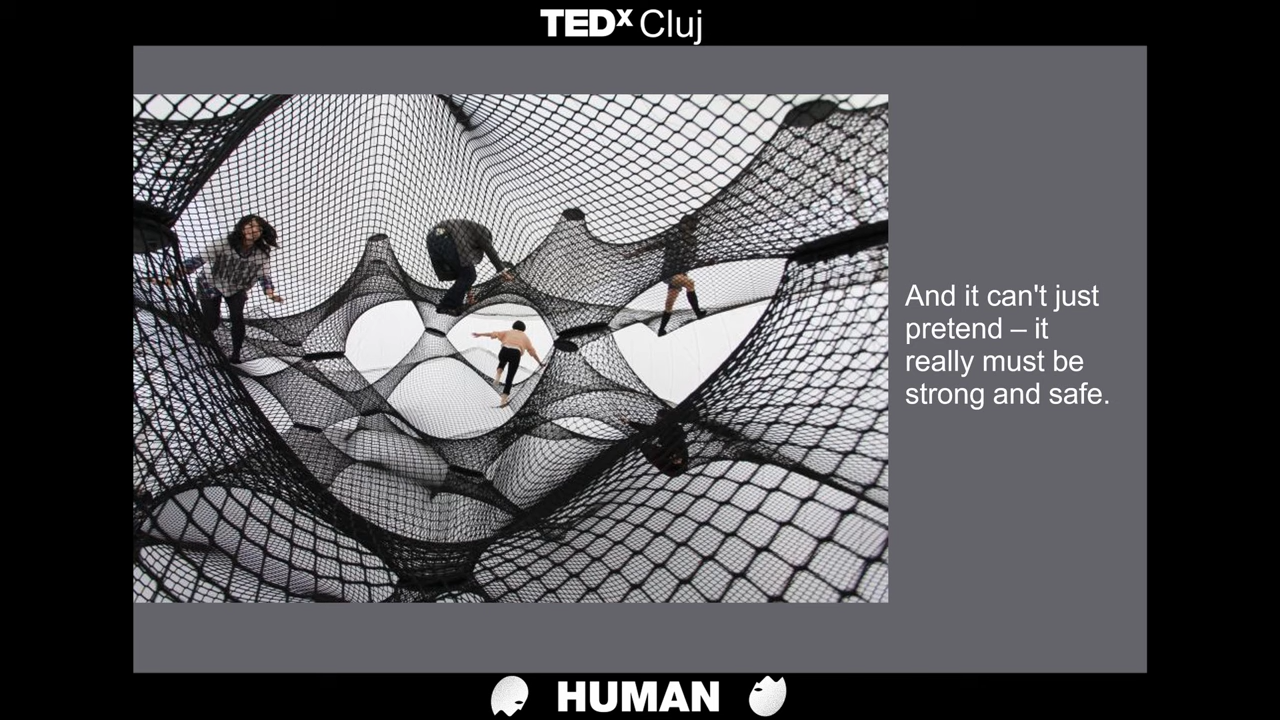 TEDx Cluj
And it can't just
pretend – it
really must be
strong and safe.
HUMAN